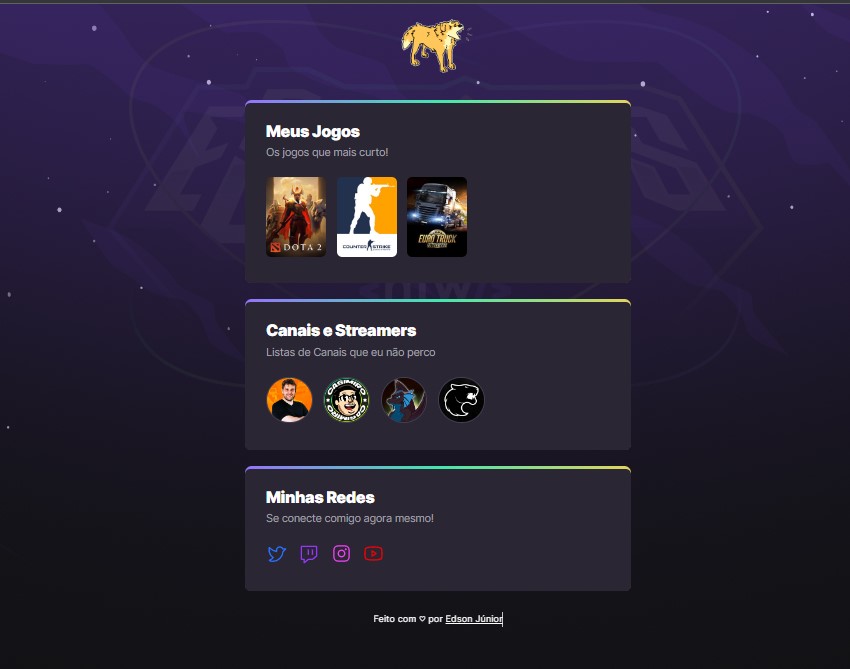 Meus Jogos
Os jogos que mais curto!
DOTA 2
COUNTER STRIKE
EURO TRUCK
Canais e Streamers
Listas de Canais que eu não perco
CASIMIRO
CASIMIRO
Minhas Redes
Se conecte comigo agora mesmo!
Feito com ♡ por Edson Júnior